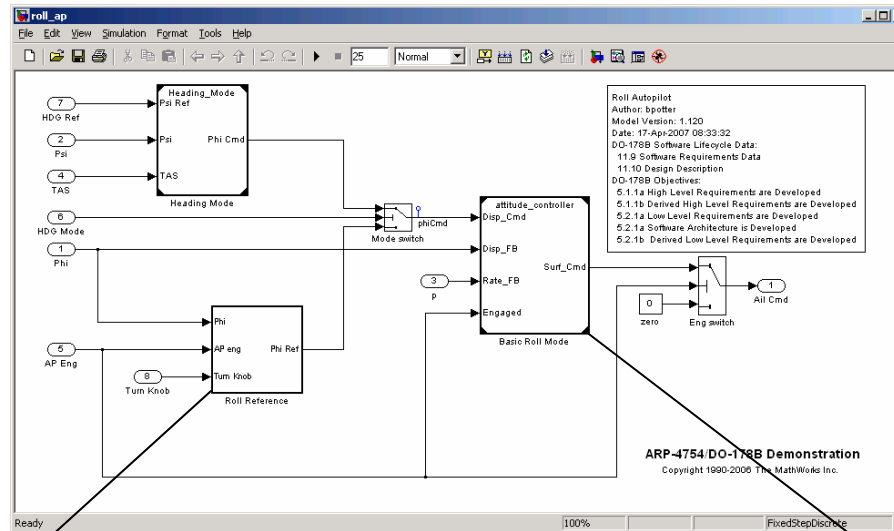 roll_ap
File Edit View Simulation Format Tools Help
25 Normal
7
HDG Ref
2
Psi
4
TAS
Heading_Mode
Psi Ref
Psi
TAS
Phi Cmd
Heading Mode
6
HDG Mode
1
Phi
5
AP Eng
8
Turn Knob
Phi
AP eng
Turn Knob
Phi Ref
Roll Reference
Mode switch
phiCmd
3
p
attitude_controller
Disp_Cmd
Disp_FB
Rate_FB
Engaged
Surf_Cmd
Basic Roll Mode
0
zero
Eng switch
1
Ail Cmd
Roll Autopilot
Author: bpotter
Model Version: 1.120
Date: 17-Apr-2007 08:33:32
DO-178B Software Lifecycle Data:
11.9 Software Requirements Data
11.10 Design Description
DO-178B Objectives:
5.1.1a High Level Requirements are Developed
5.1.1b Derived High Level Requirements are Developed
5.2.1a Low Level Requirements are Developed
5.2.1a Software Architecture is Developed
5.2.1b Derived Low Level Requirements are Developed
ARP-4754/DO-178B Demonstration
Copyright 1990-2006 The MathWorks Inc.
Ready 100% FixedStepDiscrete